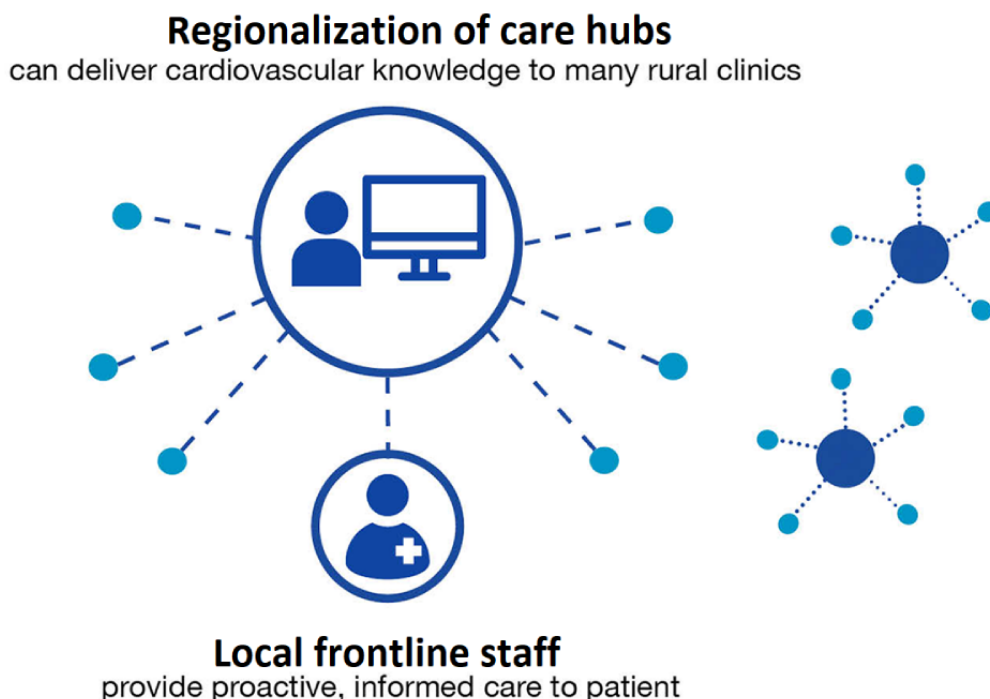 Regionalization of care hubs
can deliver cardiovascular knowledge to many rural clinics
Local frontline staff
provide proactive, informed care to patient